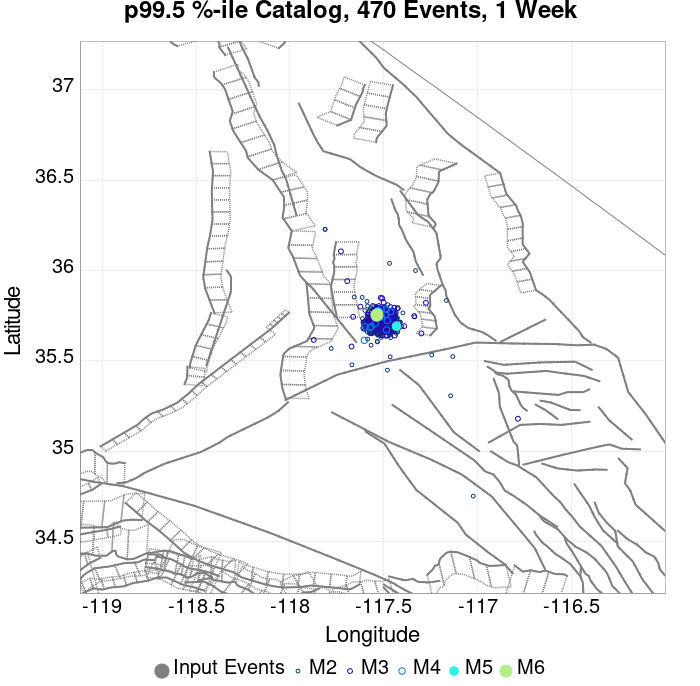 p99.5 %-ile Catalog, 470 Events, 1 Week
37
36.5
36
35.5
35
34.5
Latitude
-119 -118.5 -118 -117.5 -117 -116.5
Longitude
Input Events M2 M3 M4 M5 M6